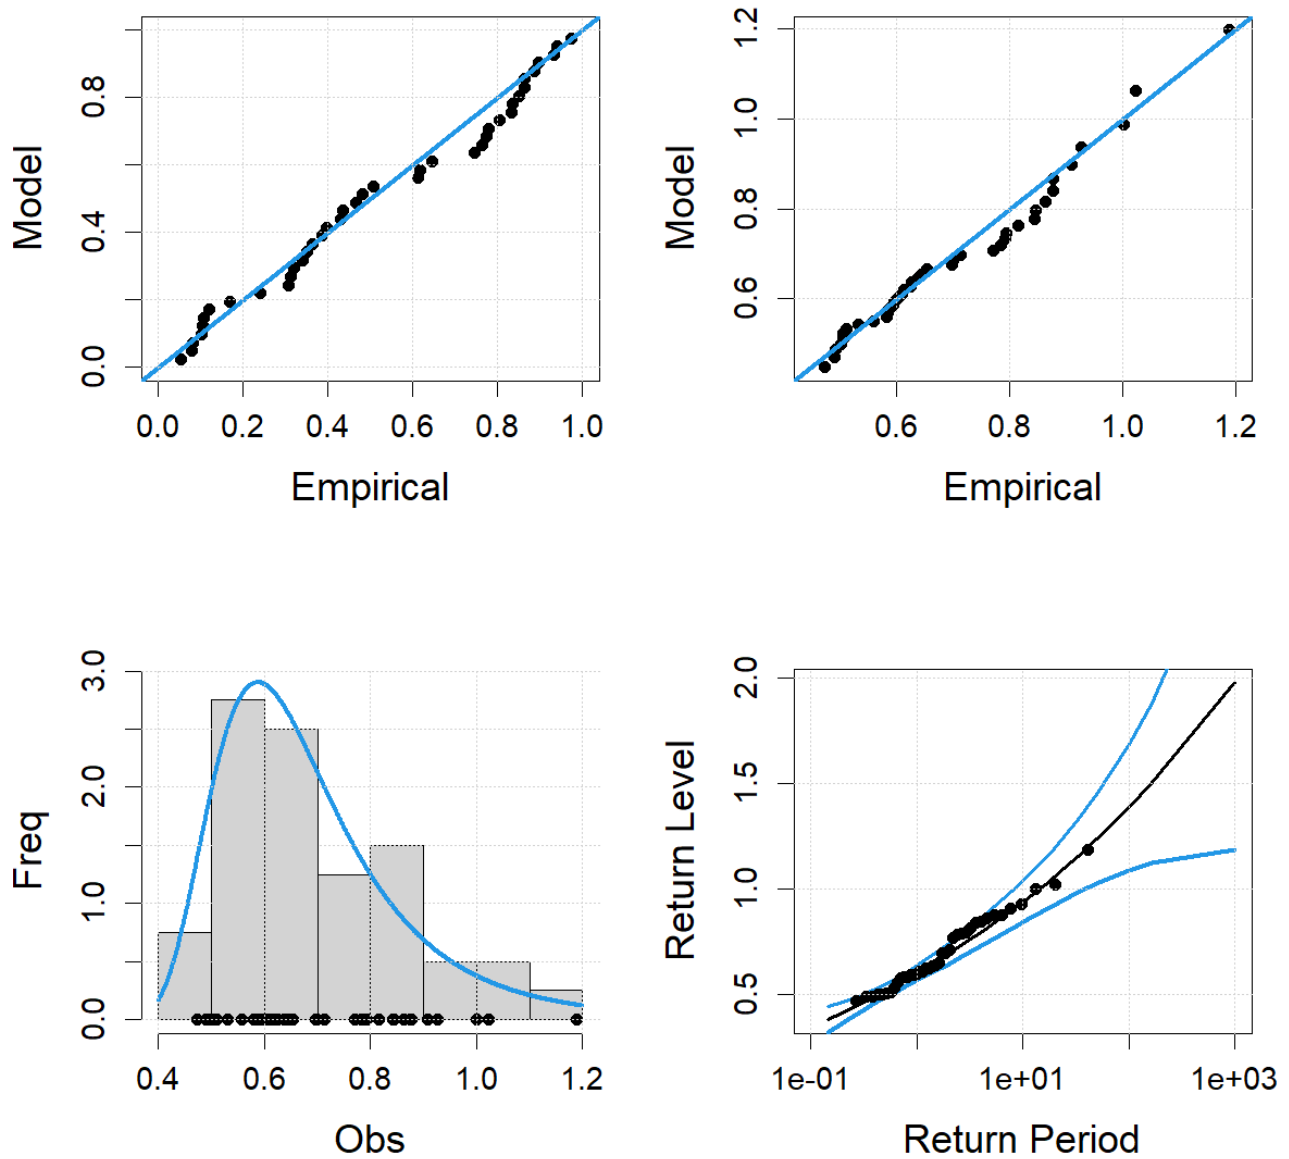 0.0 0.4 0.8
Model
0.0 0.2 0.4 0.6 0.8 1.0
Empirical
0.6 0.8 1.0 1.2
Model
0.6 0.8 1.0 1.2
Empirical
0.0 1.0 2.0 3.0
Freq
0.4 0.6 0.8 1.0 1.2
Obs
0.5 1.0 1.5 2.0
Return Level
1e-01 1e+01 1e+03
Return Period